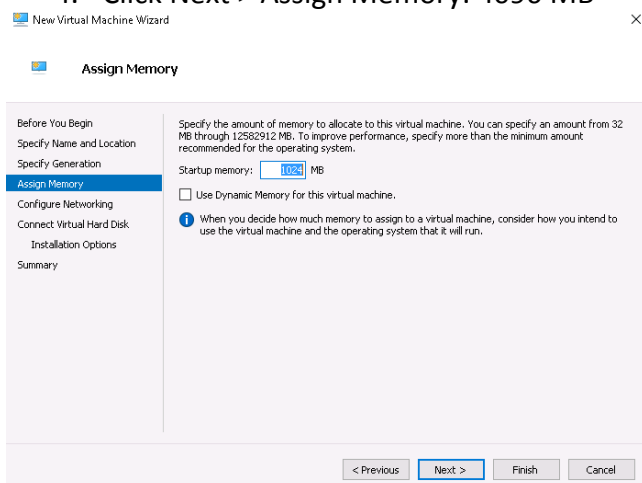 Click Next > Assign Memory: 4096 MB
New Virtual Machine Wizard
Assign Memory
Before You Begin
Specify Name and Location
Specify Generation
Assign Memory
Configure Networking
Connect Virtual Hard Disk
Installation Options
Summary
Specify the amount of memory to allocate to this virtual machine. You can specify an amount from 32
MB through 12582912 MB. To improve performance, specify more than the minimum amount
recommended for the operating system.
Startup memory: 1024 MB
Use Dynamic Memory for this virtual machine.
When you decide how much memory to assign to a virtual machine, consider how you intend to
use the virtual machine and the operating system that it will run.
< Previous Next > Finish Cancel